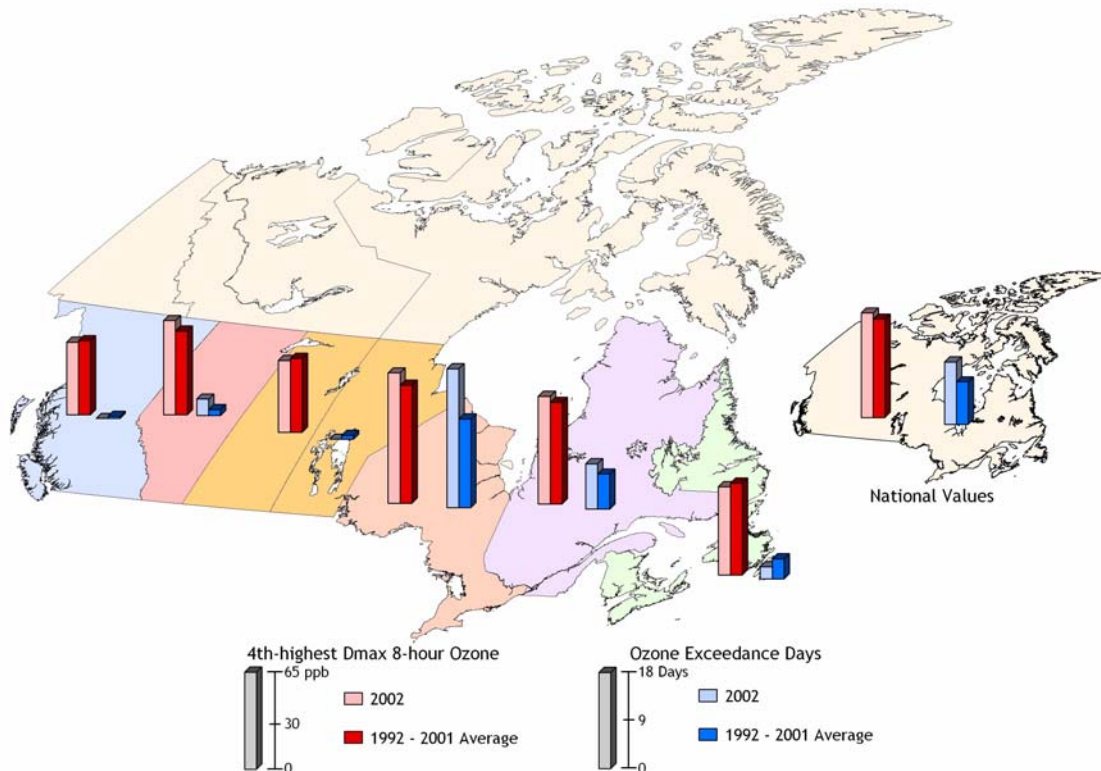 National Values
4th-highest Dmax 8-hour Ozone
65 ppb
30
0
2002
1992 - 2001 Average
Ozone Exceedance Days
18 Days
9
0
2002
1992 - 2001 Average